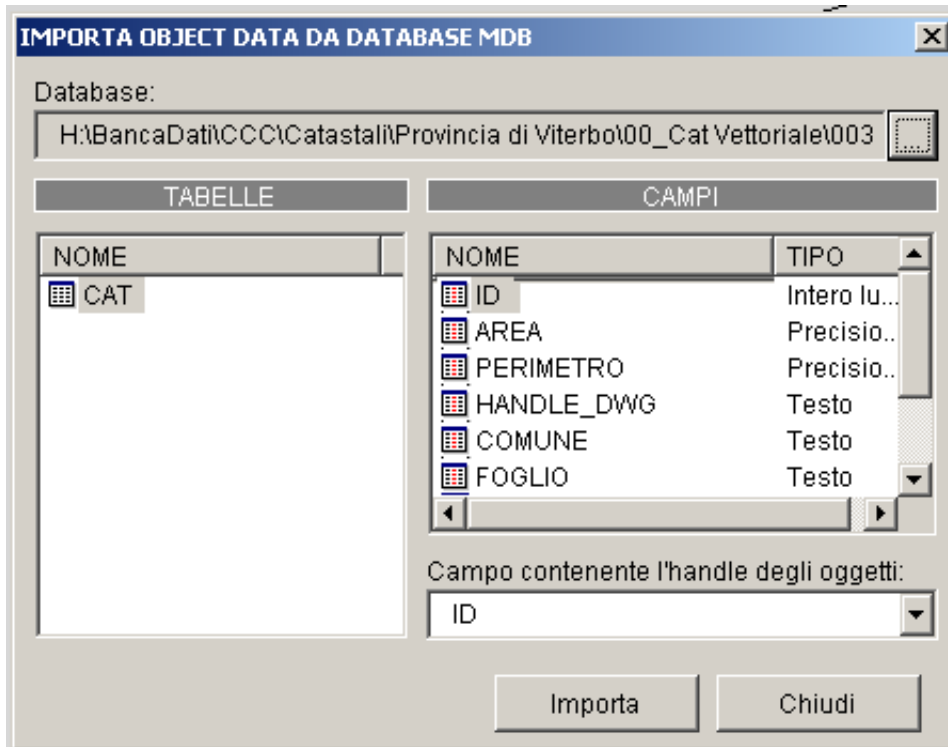 IMPORTA OBJECT DATA DA DATABASE MDB
Database:
H:\BancaDati\CCC\Catastali\Provincia di Viterbo\00_Cat Vettoriale\003
...
TABELLE
CAMPI
NOME
CAT
NOME TIPO
ID Intero lu...
AREA Precisio...
PERIMETRO Precisio...
HANDLE_DWG Testo
COMUNE Testo
FOGLIO Testo
Campo contenente l'handle degli oggetti:
ID
Importa Chiudi